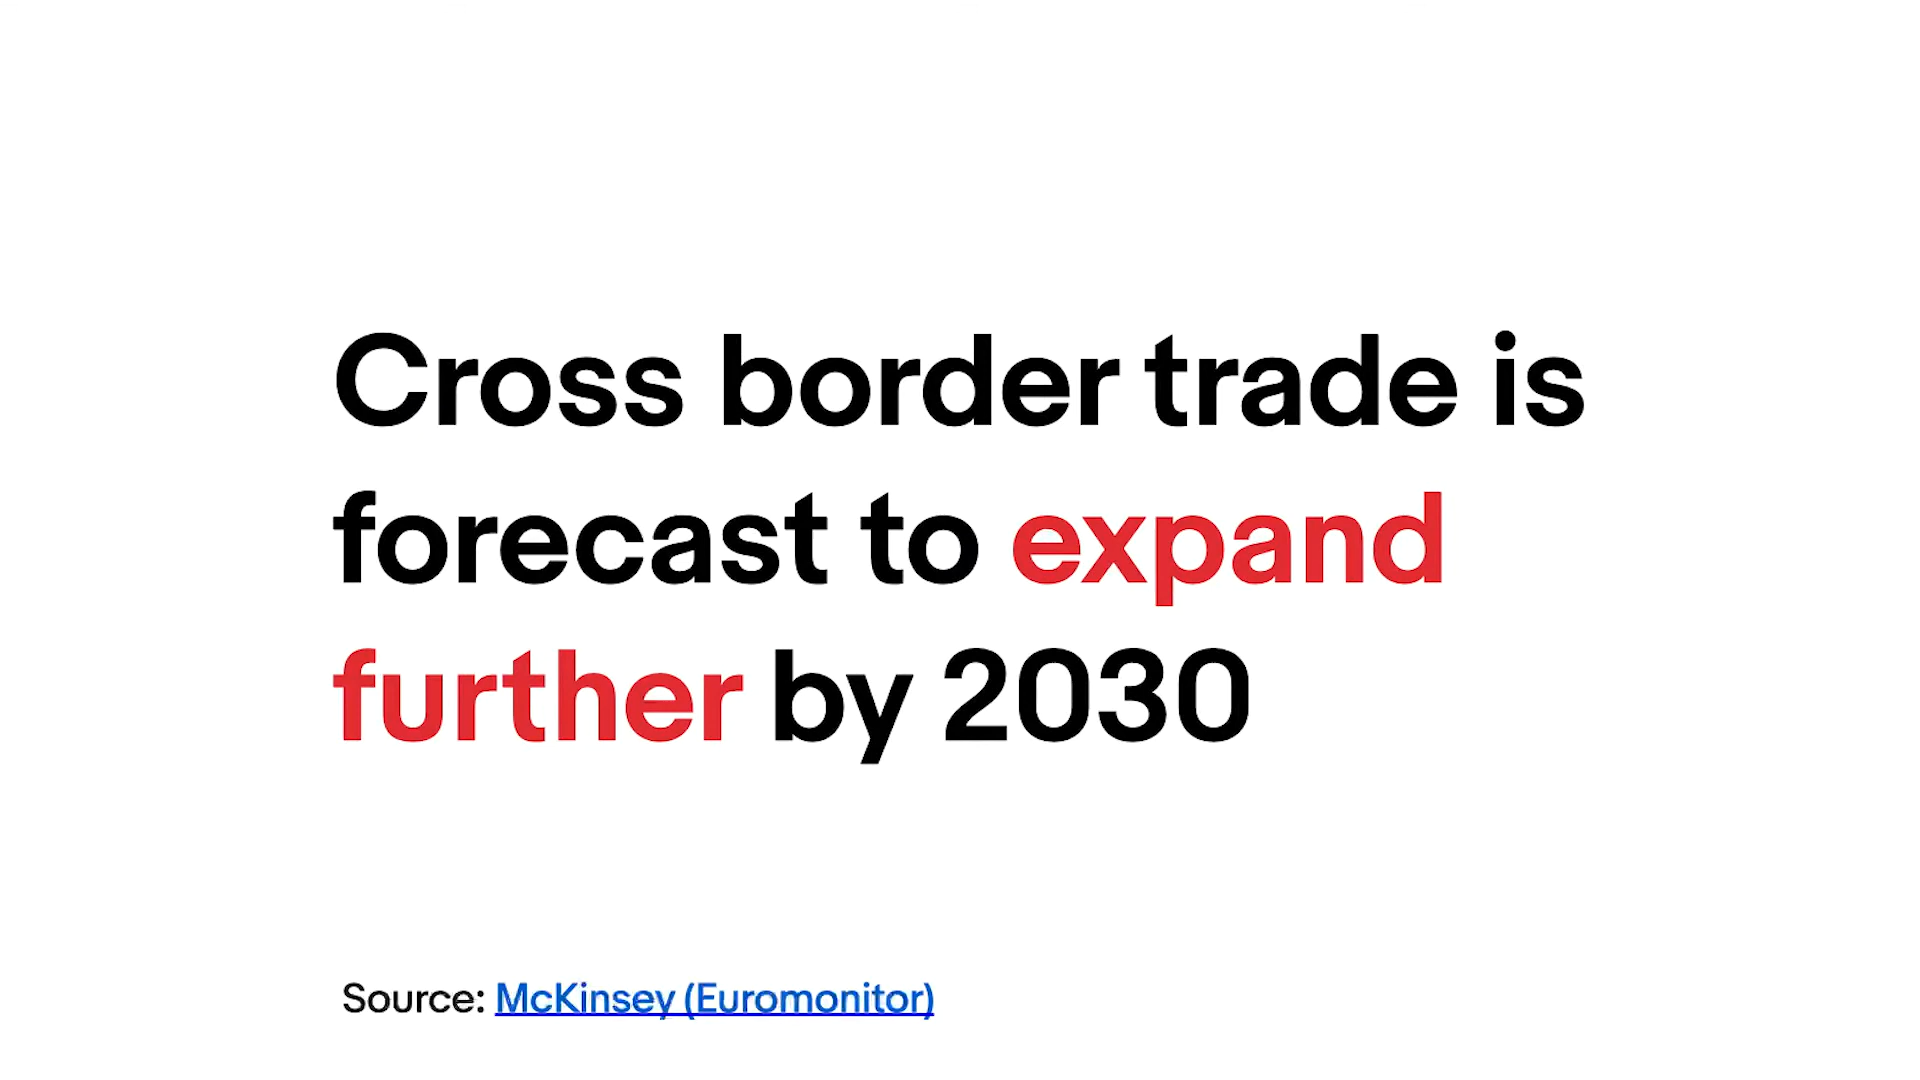 Cross border trade is
forecast to expand
further by 2030
Source: McKinsey (Euromonitor)